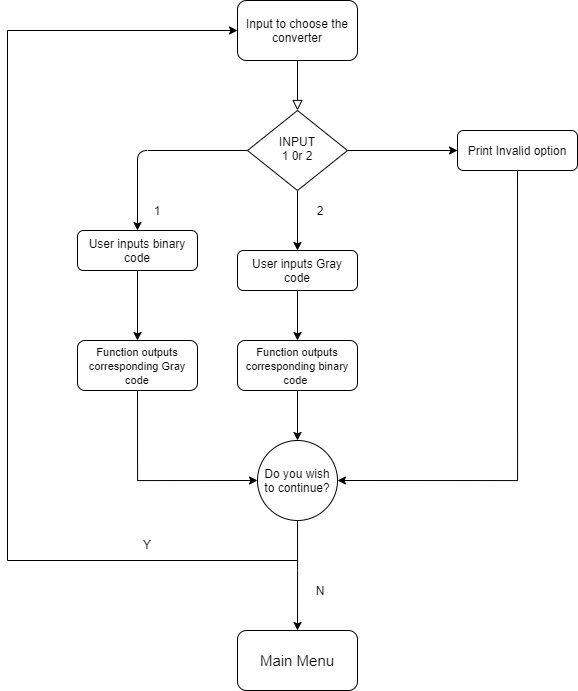 Input to choose the
converter
INPUT
1 0r 2
Print Invalid option
1
2
User inputs binary
code
User inputs Gray
code
Function outputs
corresponding Gray
code
Function outputs
corresponding binary
code
Do you wish
to continue?
Y
N
Main Menu